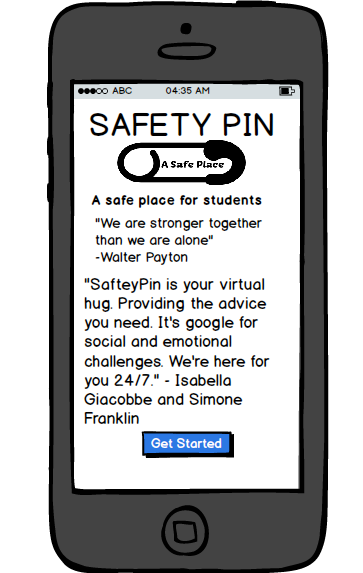 ABC 04:35 AM
SAFETY PIN
A Safe Place
A safe place for students
"We are stronger together
than we are alone"
-Walter Payton
"SafteyPin is your virtual
hug. Providing the advice
you need. It's google for
social and emotional
challenges. We're here for
you 24/7." - Isabella
Giacobbe and Simone
Franklin
Get Started